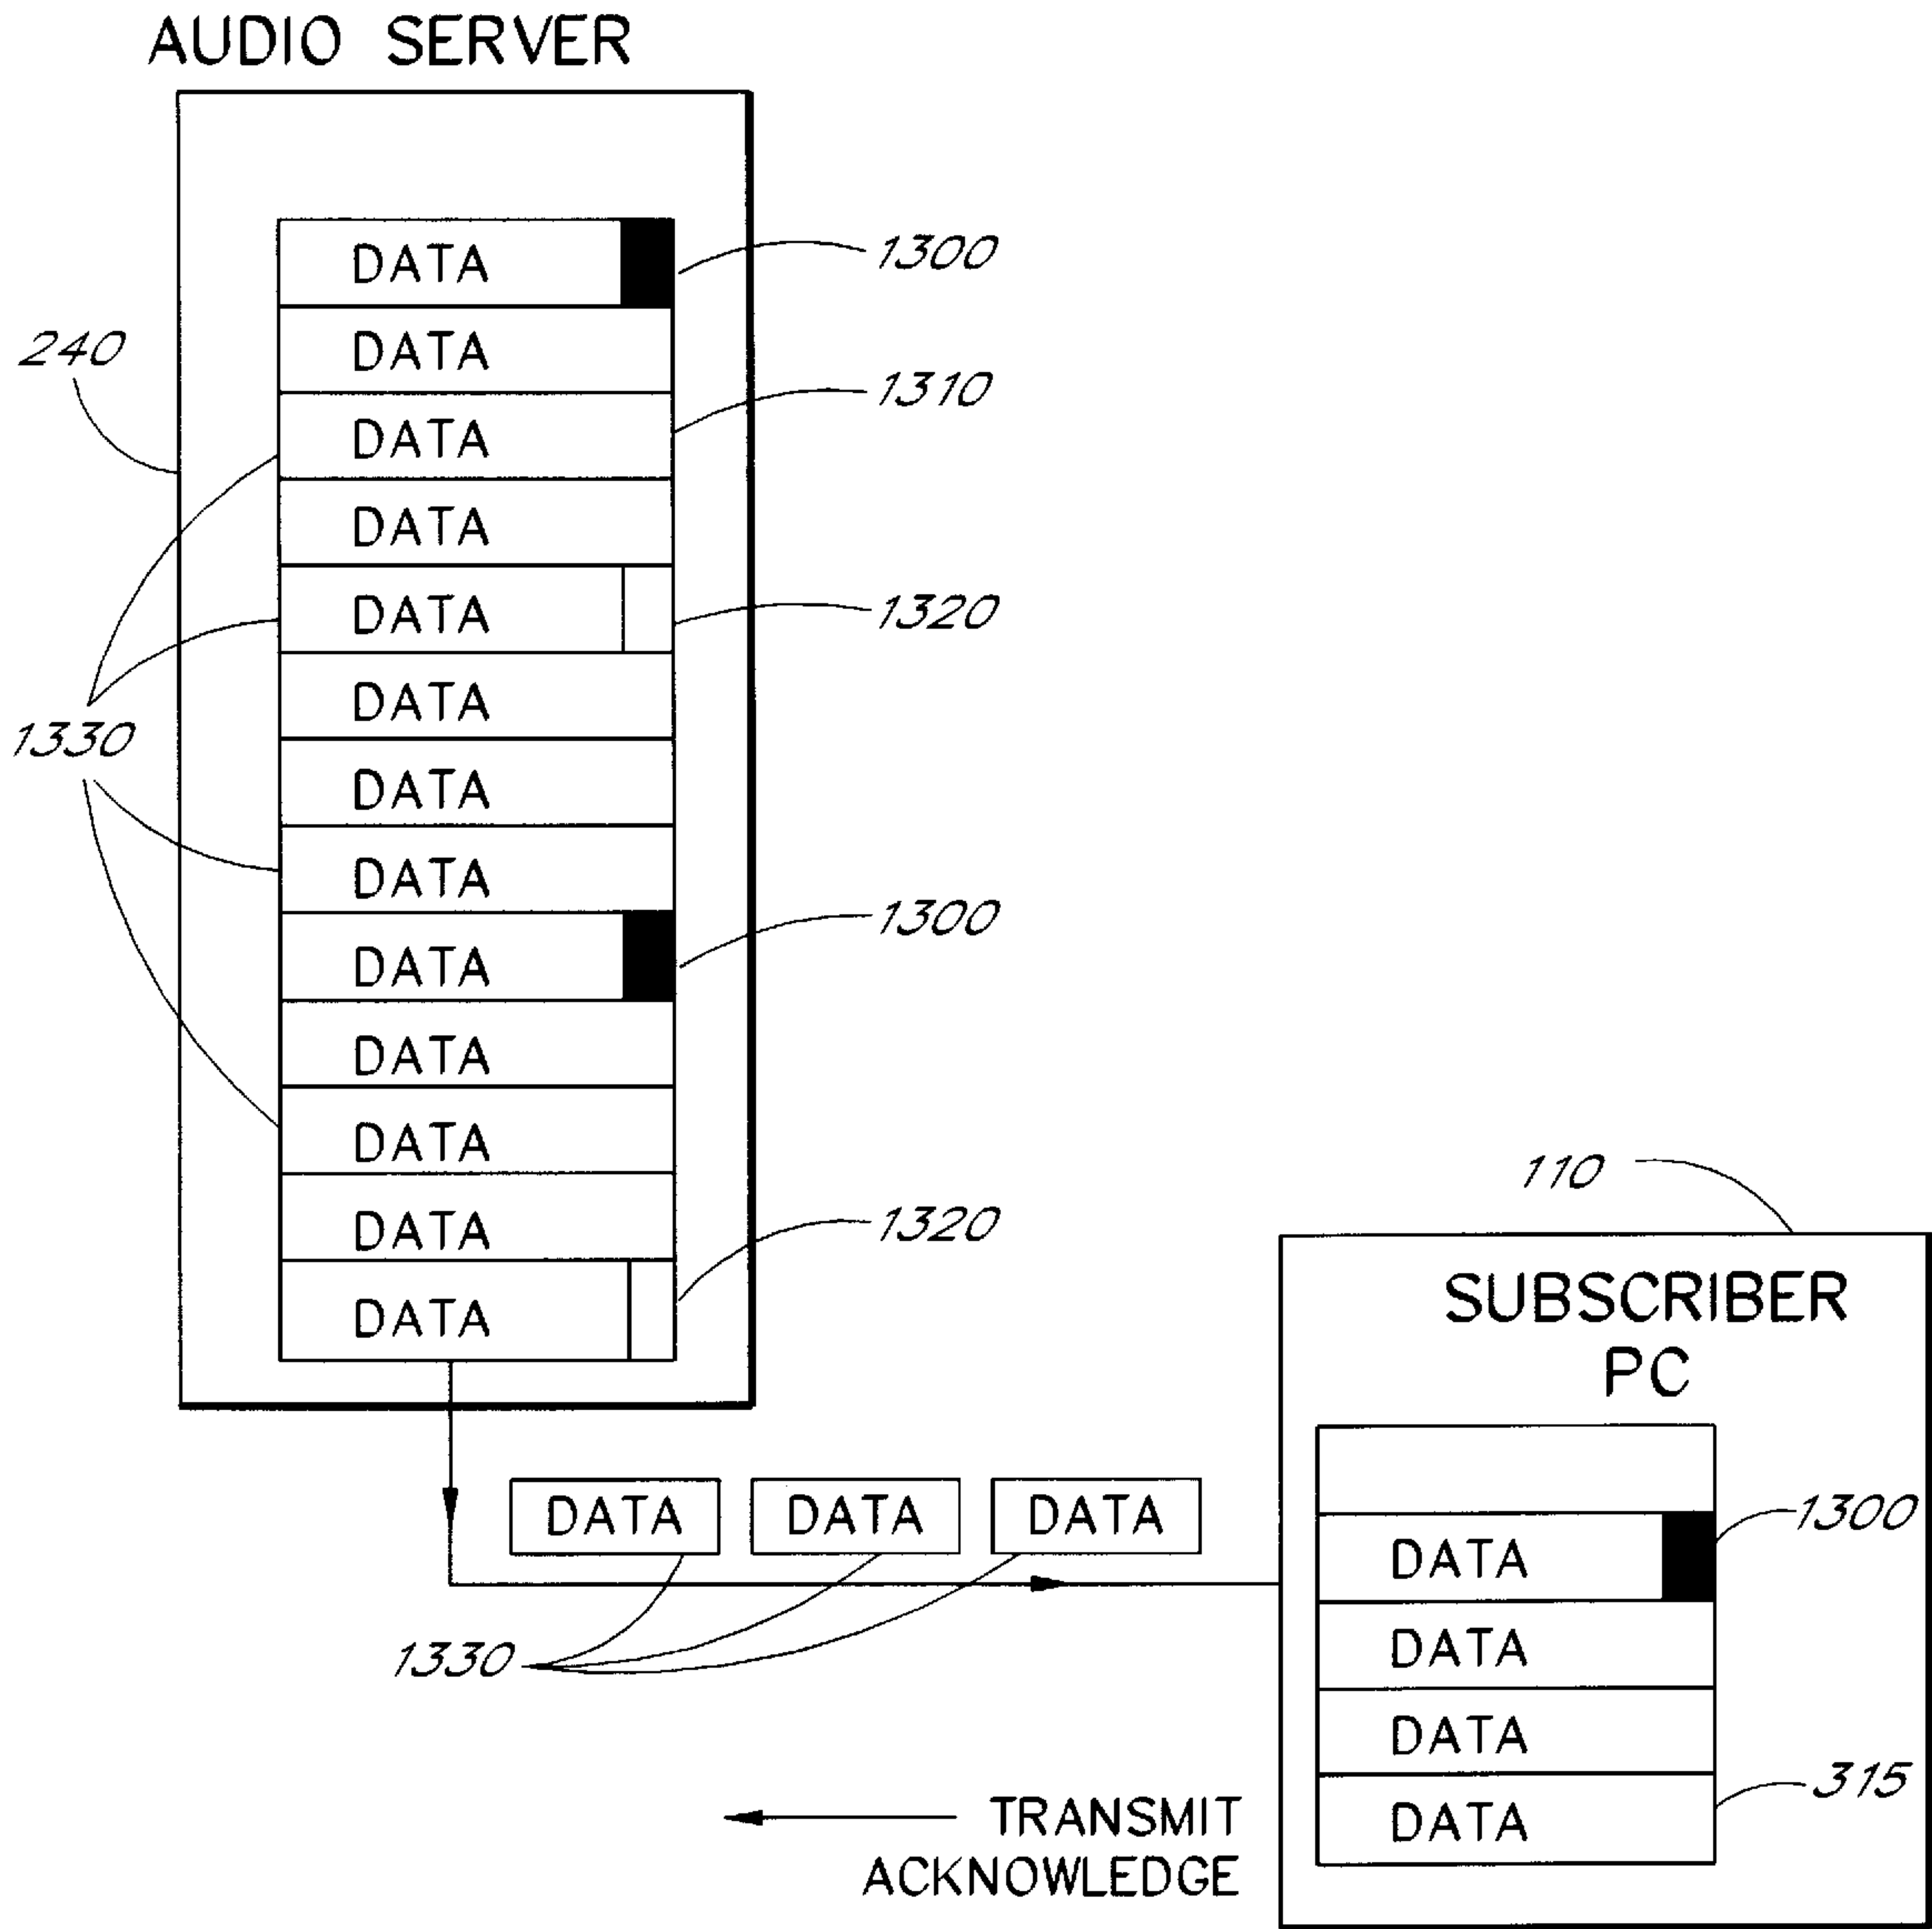 AUDIO SERVER
DATA
1300
DATA
240
1310
DATA
DATA
DATA
1320
DATA
1330
DATA
DATA
1300
DATA
DATA
DATA
110
DATA
1320
SUBSCRIBER
DATA
PC
DATA DATA DATA
DATA
1300
1330
DATA
DATA
315
TRANSMIT
DATA
ACKNOWLEDGE